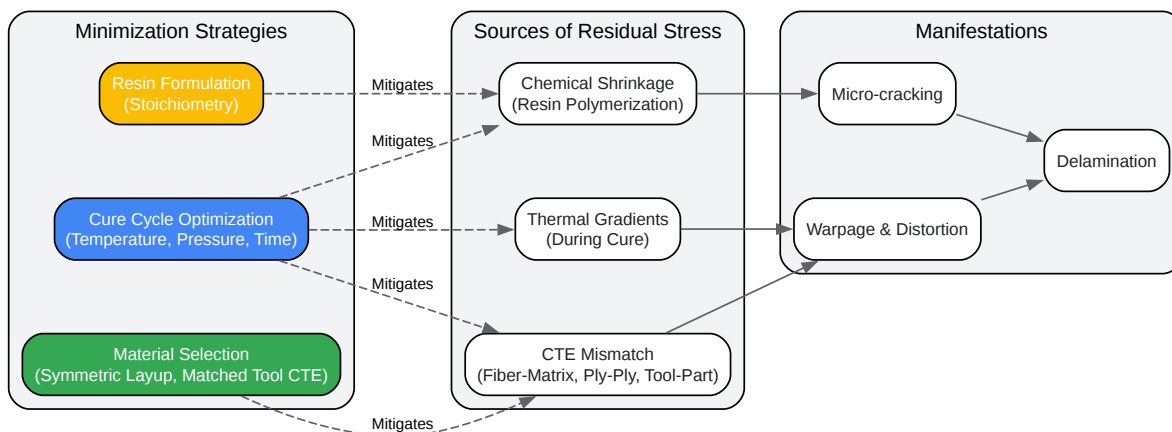 Minimization Strategies
Resin Formulation
(Stoichiometry)
Cure Cycle Optimization
(Temperature, Pressure, Time)
Material Selection
(Symmetric Layup, Matched Tool CTE)
Mitigates
Mitigates
Mitigates
Mitigates
Mitigates
Sources of Residual Stress
Chemical Shrinkage
(Resin Polymerization)
Thermal Gradients
(During Cure)
CTE Mismatch
(Fiber-Matrix, Ply-Ply, Tool-Part)
Manifestations
Micro-cracking
Delamination
Warpage & Distortion